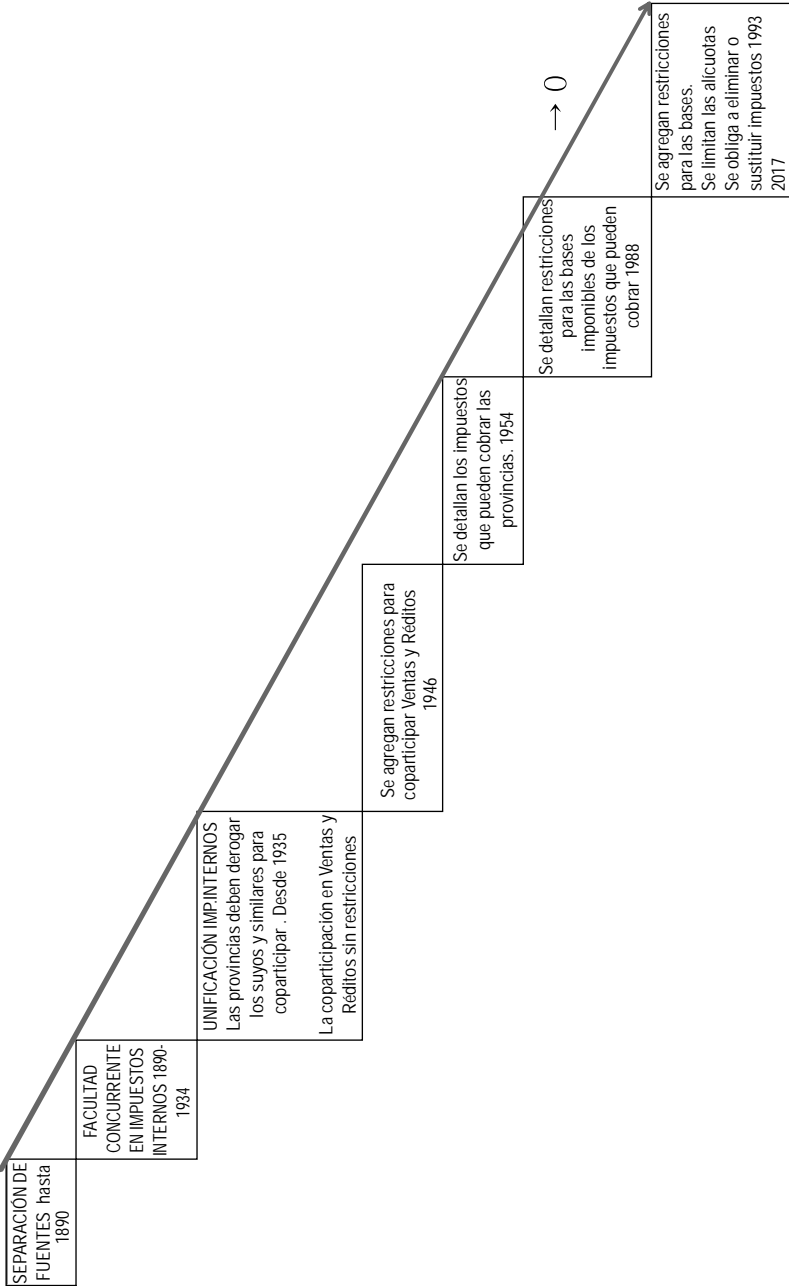 SEPARACIÓN DE
FUENTES hasta
1890
FACULTAD
CONCURRENTE
EN IMPUESTOS
INTERNOS 1890-
1934
UNIFICACIÓN IMP.INTERNOS
Las provincias deben derogar
los suyos y similares para
coparticipar . Desde 1935
La coparticipación en Ventas y
Réditos sin restricciones
Se agregan restricciones para
coparticipar Ventas y Réditos
1946
Se detallan los impuestos
que pueden cobrar las
provincias. 1954
Se detallan restricciones
para las bases
imponibles de los
impuestos que pueden
cobrar 1988
→ 0
Se agregan restricciones
para las bases.
Se limitan las alícuotas
Se obliga a eliminar o
sustituir impuestos 1993
2017